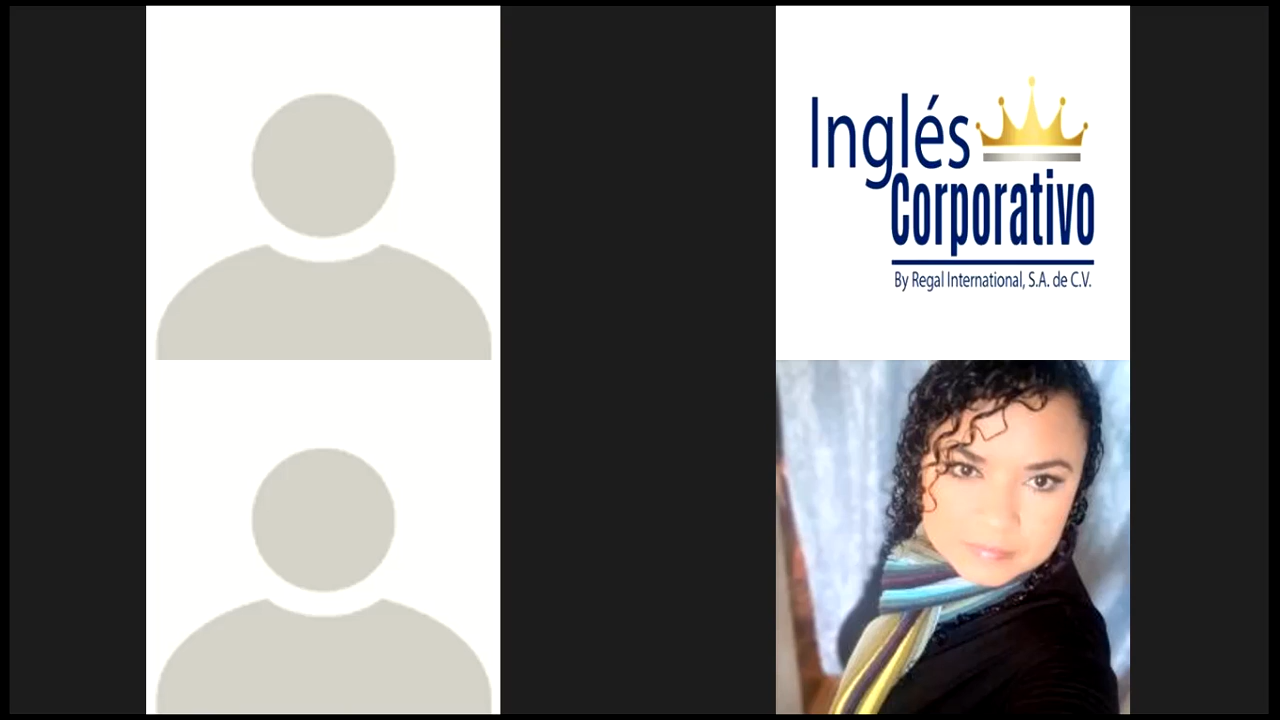 Inglés
Corporativo
By Regal International, S.A. de C.V.